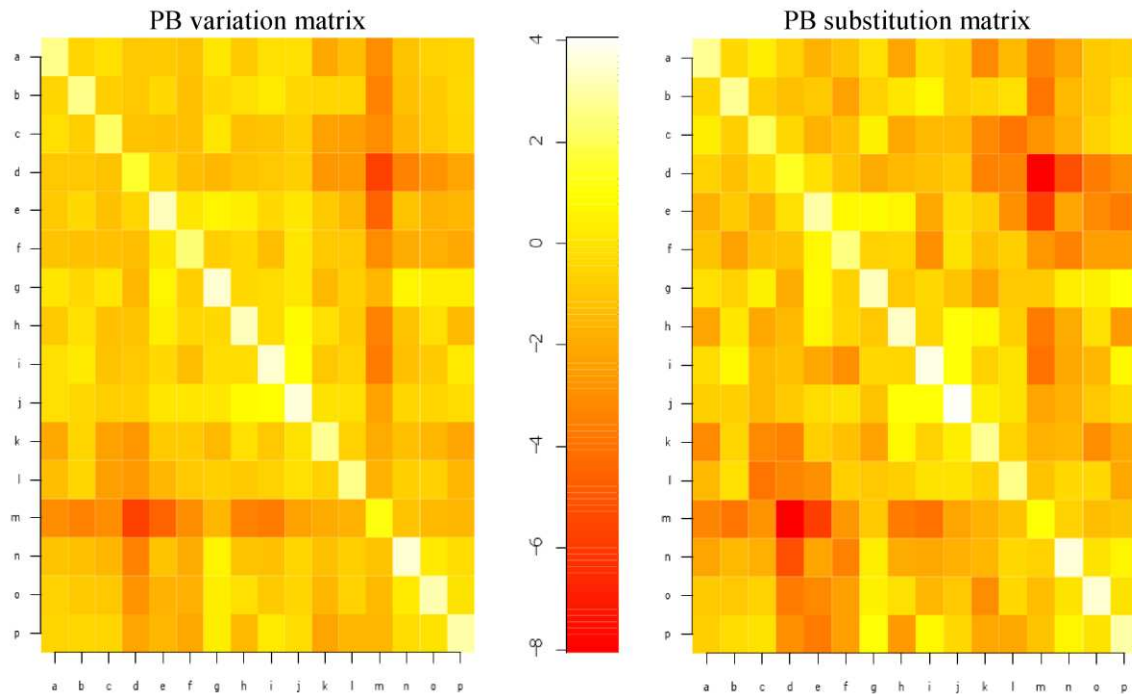 PB variation matrix
PB substitution matrix
a
b
c
d
e
f
g
h
i
j
k
l
m
n
o
p
a b c d e f g h i j k l m n o p
4
2
0
-2
-4
-6
-8
a
b
c
d
e
f
g
h
i
j
k
l
m
n
o
p
a b c d e f g h i j k l m n o p